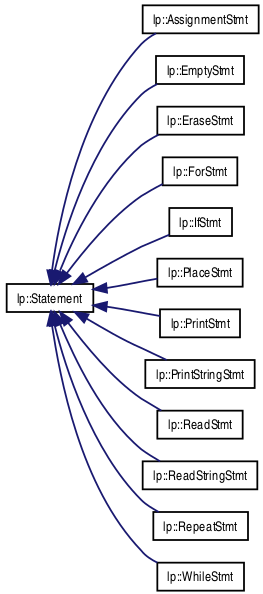 lp::AssignmentStmt
lp::EmptyStmt
lp::EraseStmt
lp::ForStmt
lp::IfStmt
lp::PlaceStmt
lp::Statement
lp::PrintStmt
lp::PrintStringStmt
lp::ReadStmt
lp::ReadStringStmt
lp::RepeatStmt
lp::WhileStmt